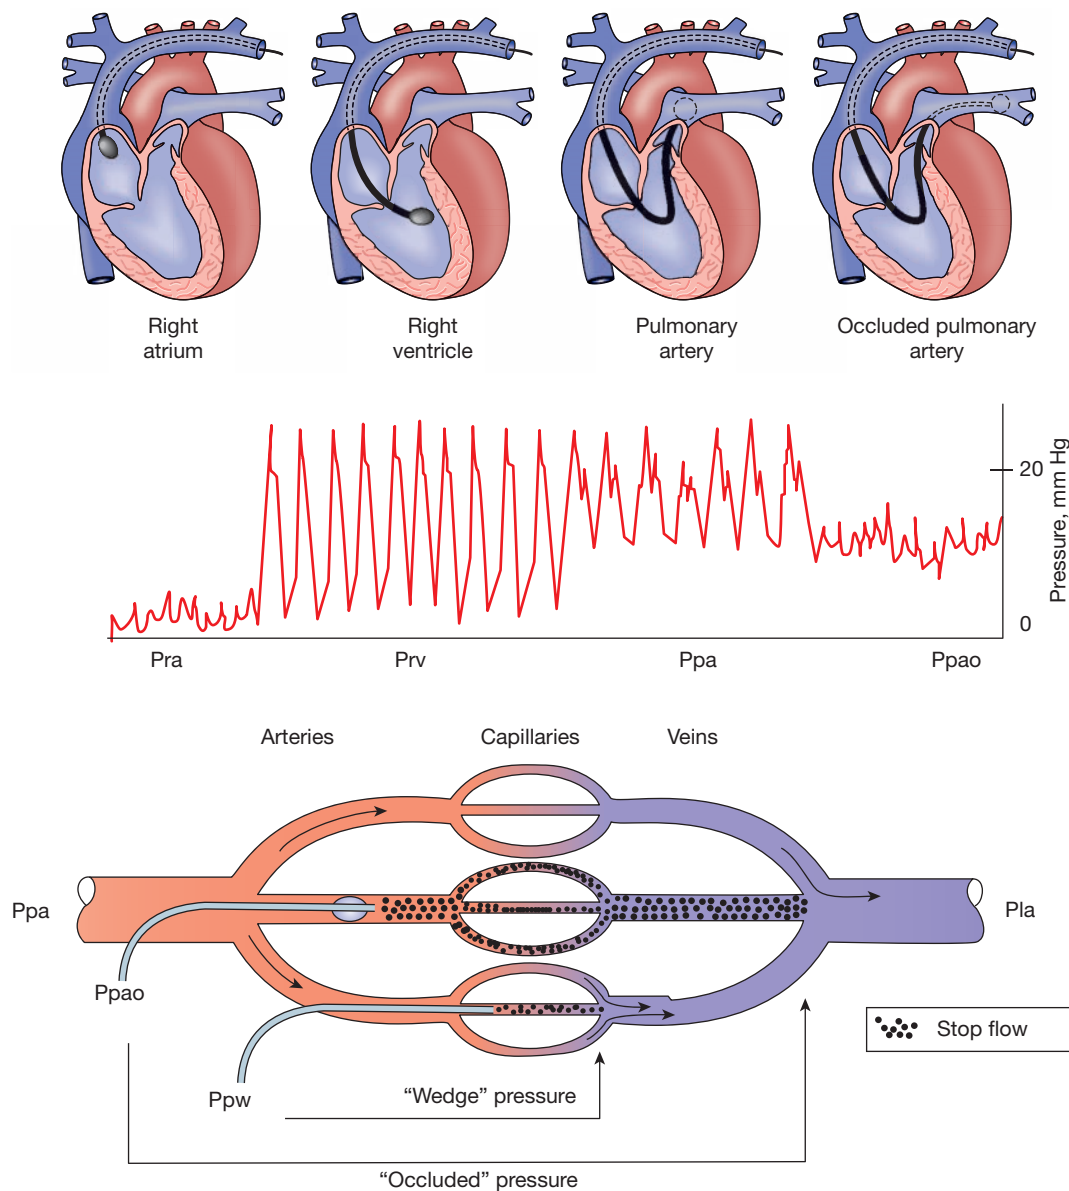 Right
atrium
Right
ventricle
Pulmonary
artery
Occluded pulmonary
artery
20
0
Pressure, mm Hg
Pra
Prv
Ppa
Ppao
Arteries
Capillaries
Veins
Ppa
Pla
Ppao
Ppw
Stop flow
“Wedge” pressure
“Occluded” pressure